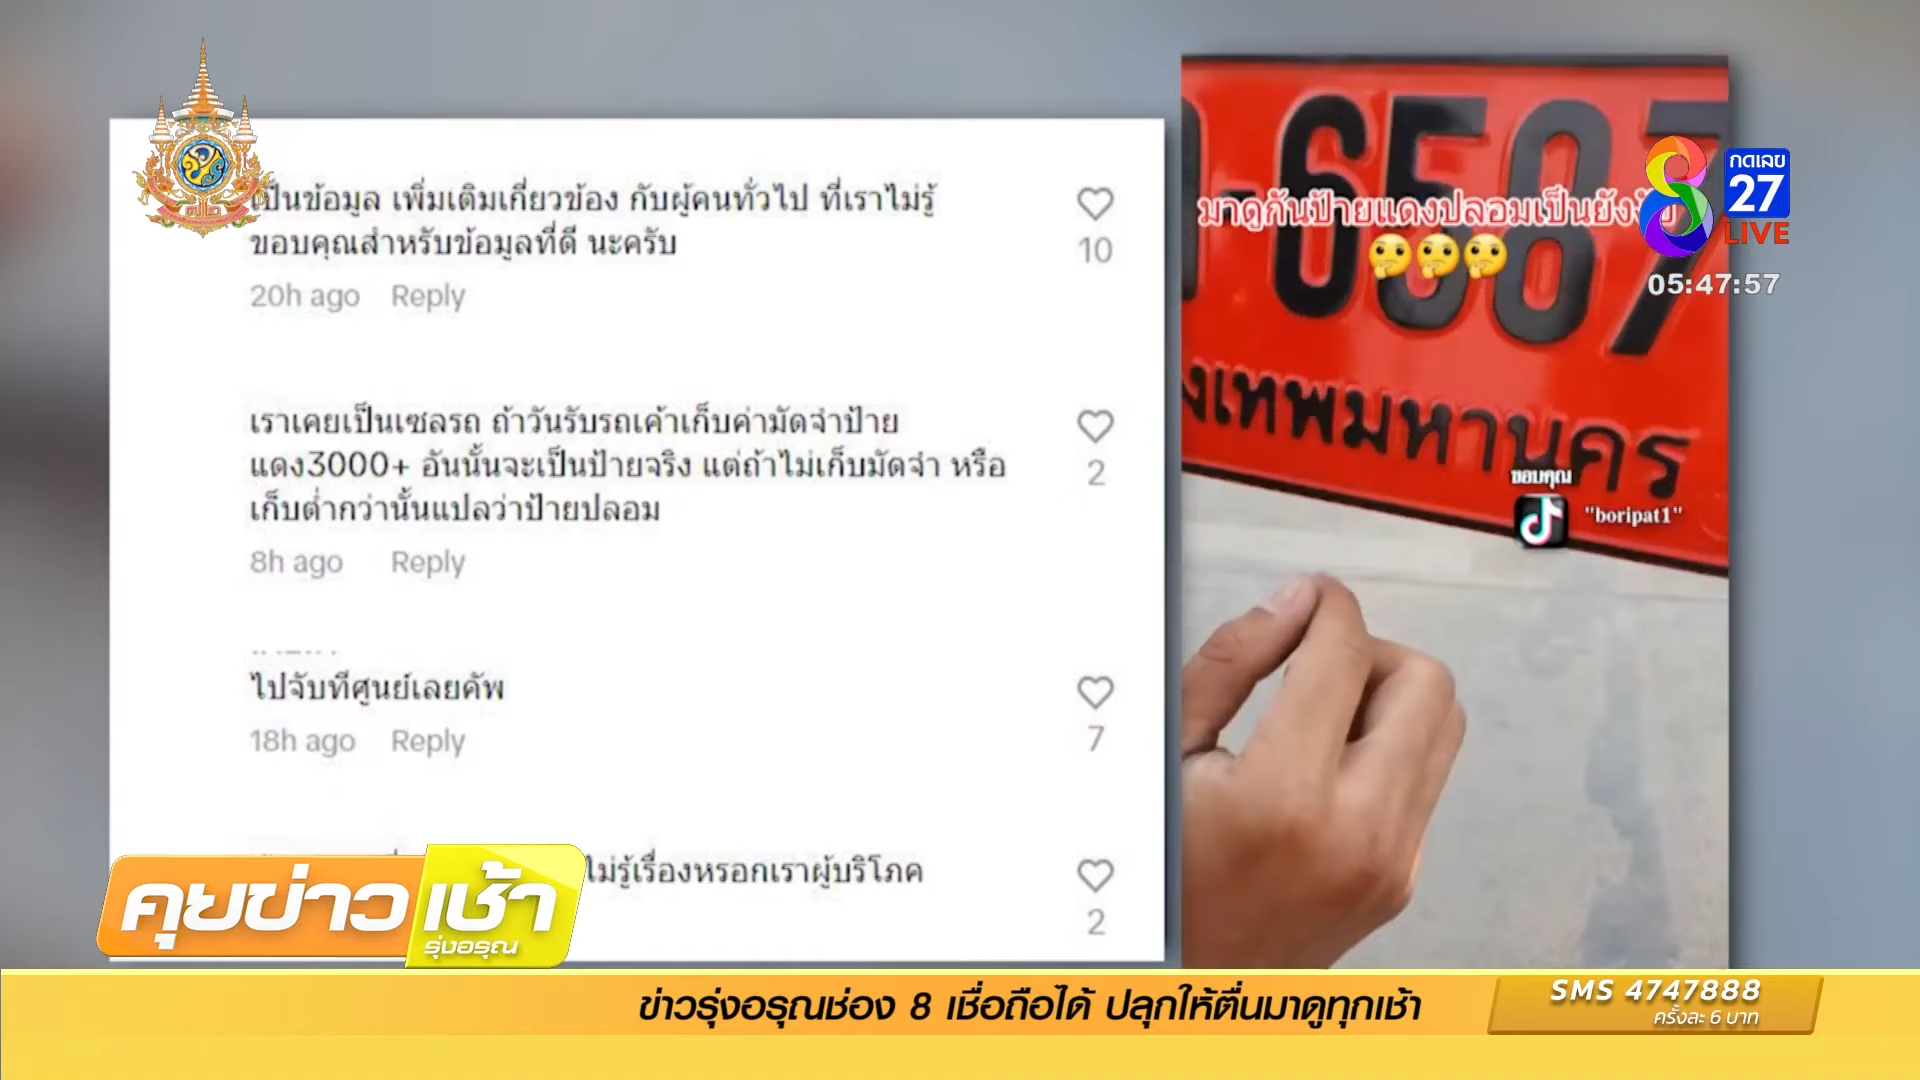 เป็นข้อมูล เพิ่มเติมเกี่ยวข้อง กับผู้คนทั่วไป ที่เราไม่รู้
ขอบคุณสำหรับข้อมูลที่ดี นะครับ
10
20h ago Reply
เราเคยเป็นเซลรถ ถ้าวันรับรถเค้าเก็บค่ามัดจำป้าย
แดง3000+ อันนั้นจะเป็นป้ายจริง แต่ถ้าไม่เก็บมัดจำ หรือ
เก็บต่ำกว่านั้นแปลว่าป้ายปลอม
2
8h ago Reply
ไปจับที่ศูนย์เลยคัพ
7
18h ago Reply
ไม่รู้เรื่องหรอกเราผู้บริโภค
2
6587
งเทพมหานคร
มาดูกันป้ายแดงปลอมเป็นยังงัย
🤔🤔🤔
ขอบคุณ
"boripat1"
8
กดเลข
27
LIVE
05:47:57
คุยข่าวเช้า
รุ่งอรุณ
ข่าวรุ่งอรุณช่อง 8 เชื่อถือได้ ปลุกให้ตื่นมาดูทุกเช้า
SMS 4747888
ครั้งละ 6 บาท